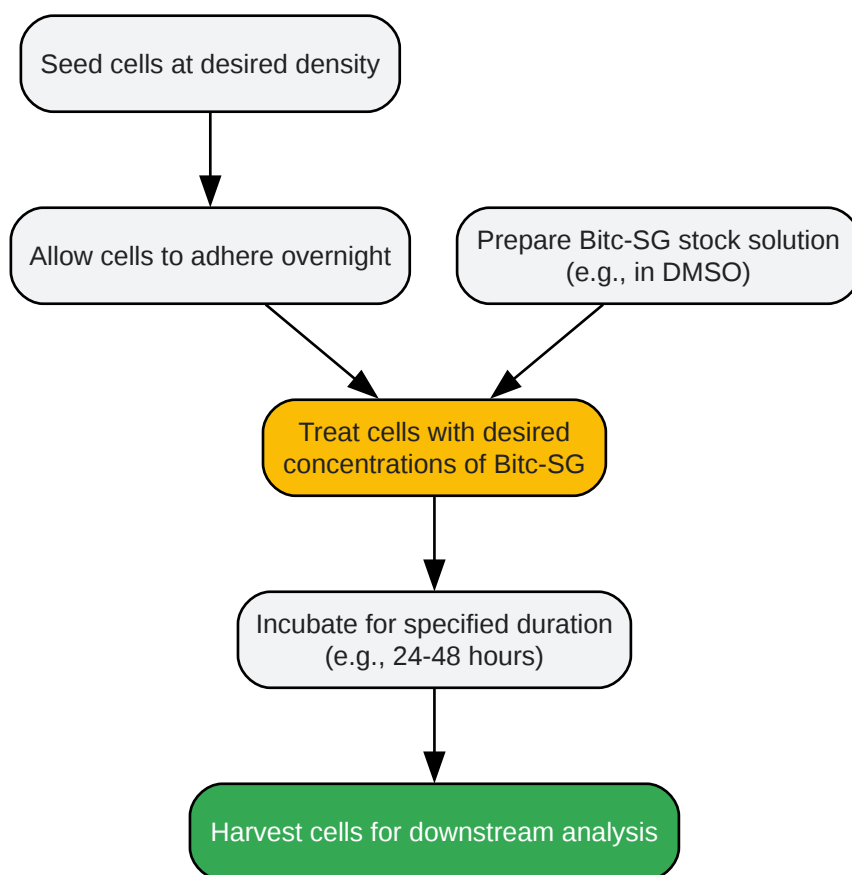 Seed cells at desired density
Allow cells to adhere overnight
Prepare Bitc-SG stock solution
(e.g., in DMSO)
Treat cells with desired
concentrations of Bitc-SG
Incubate for specified duration
(e.g., 24-48 hours)
Harvest cells for downstream analysis